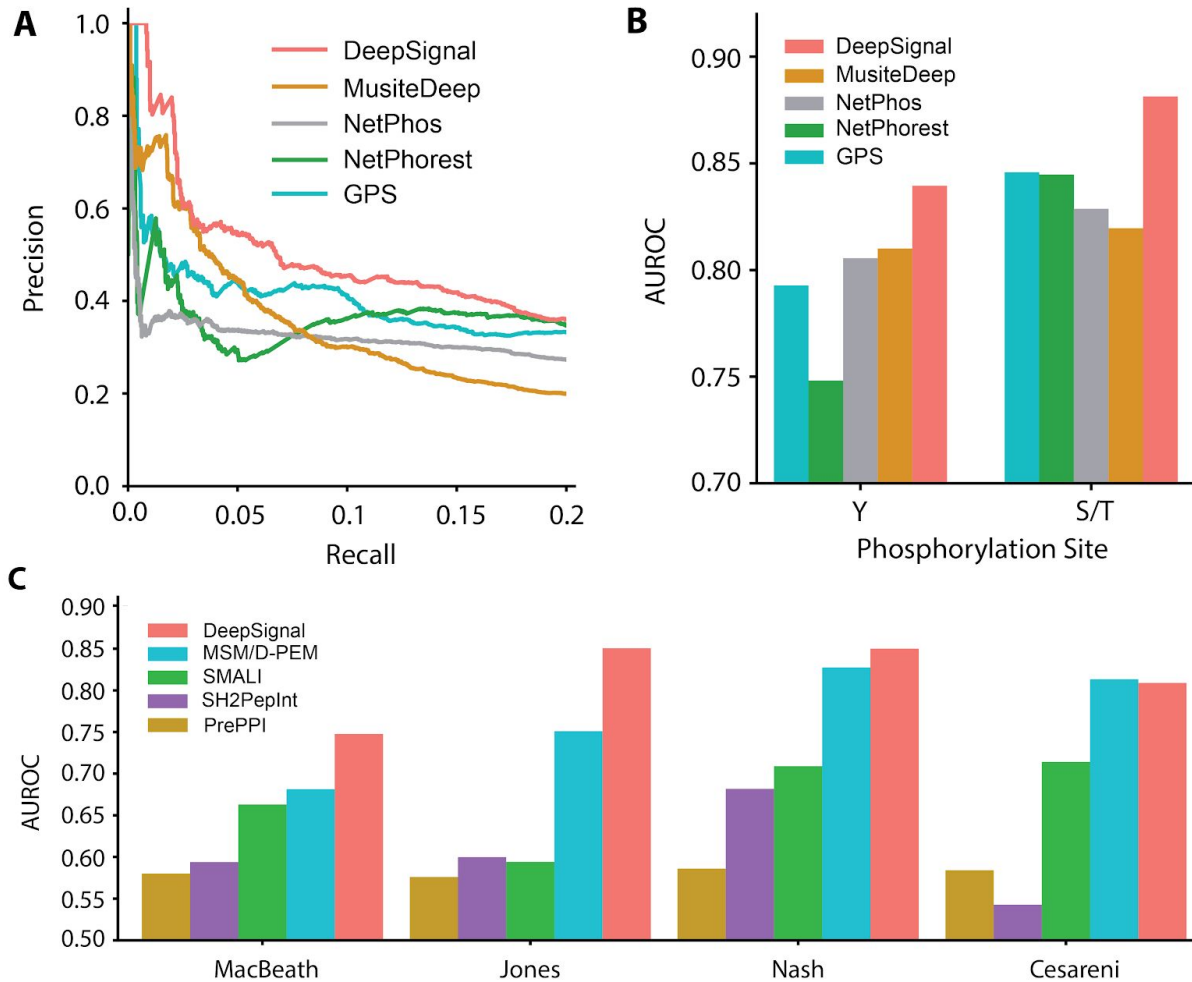 A
1.0
0.8
0.6
0.4
0.2
0.0
Precision
0.0 0.05 0.1 0.15 0.2
Recall
DeepSignal
MusiteDeep
NetPhos
NetPhorest
GPS
B
0.90
0.85
0.80
0.75
0.70
AUROC
DeepSignal
MusiteDeep
NetPhos
NetPhorest
GPS
Y S/T
Phosphorylation Site
C
0.90
0.85
0.80
0.75
0.70
0.65
0.60
0.55
0.50
AUROC
DeepSignal
MSM/D-PEM
SMALI
SH2PepInt
PrePPI
MacBeath Jones Nash Cesareni